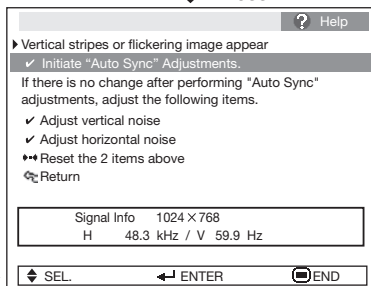 ? Help
Vertical stripes or flickering image appear
✔ Initiate “Auto Sync” Adjustments.
If there is no change after performing "Auto Sync"
adjustments, adjust the following items.
✔ Adjust vertical noise
✔ Adjust horizontal noise
Reset the 2 items above
Return
Signal Info 1024×768
H 48.3 kHz / V 59.9 Hz
SEL. ENTER END